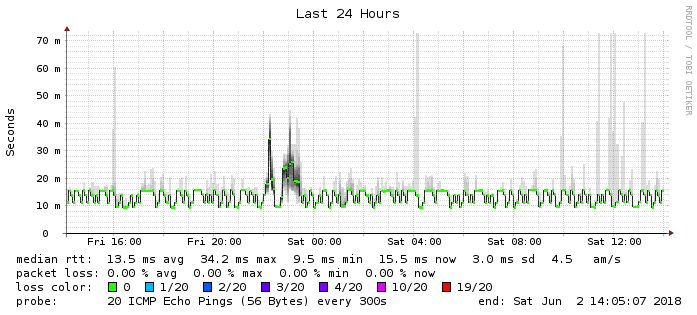 Last 24 Hours
RRDTOOL / TOBI OETIKER
Seconds
70 m
60 m
50 m
40 m
30 m
20 m
10 m
0
Fri 16:00 Fri 20:00 Sat 00:00 Sat 04:00 Sat 08:00 Sat 12:00
median rtt: 13.5 ms avg 34.2 ms max 9.5 ms min 15.5 ms now 3.0 ms sd 4.5 am/s
packet loss: 0.00 % avg 0.00 % max 0.00 % min 0.00 % now
loss color: 0 1/20 2/20 3/20 4/20 10/20 19/20
probe: 20 ICMP Echo Pings (56 Bytes) every 300s end: Sat Jun 2 14:05:07 2018